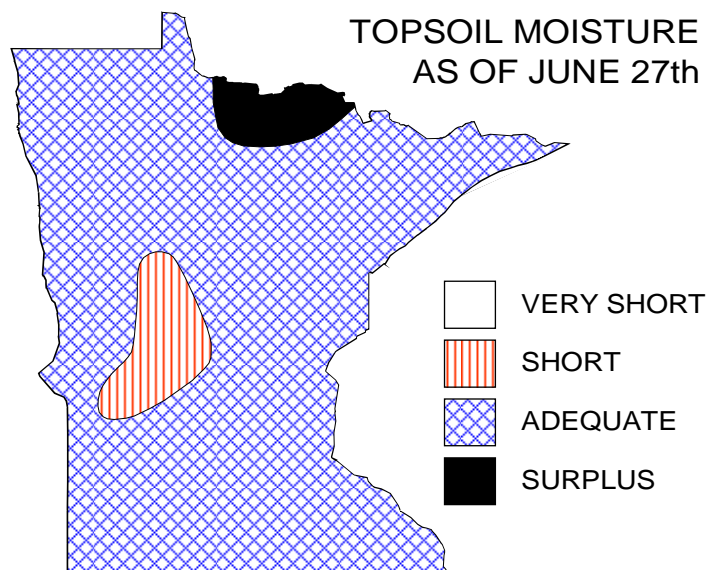 TOPSOIL MOISTURE
AS OF JUNE 27th
VERY SHORT
SHORT
ADEQUATE
SURPLUS